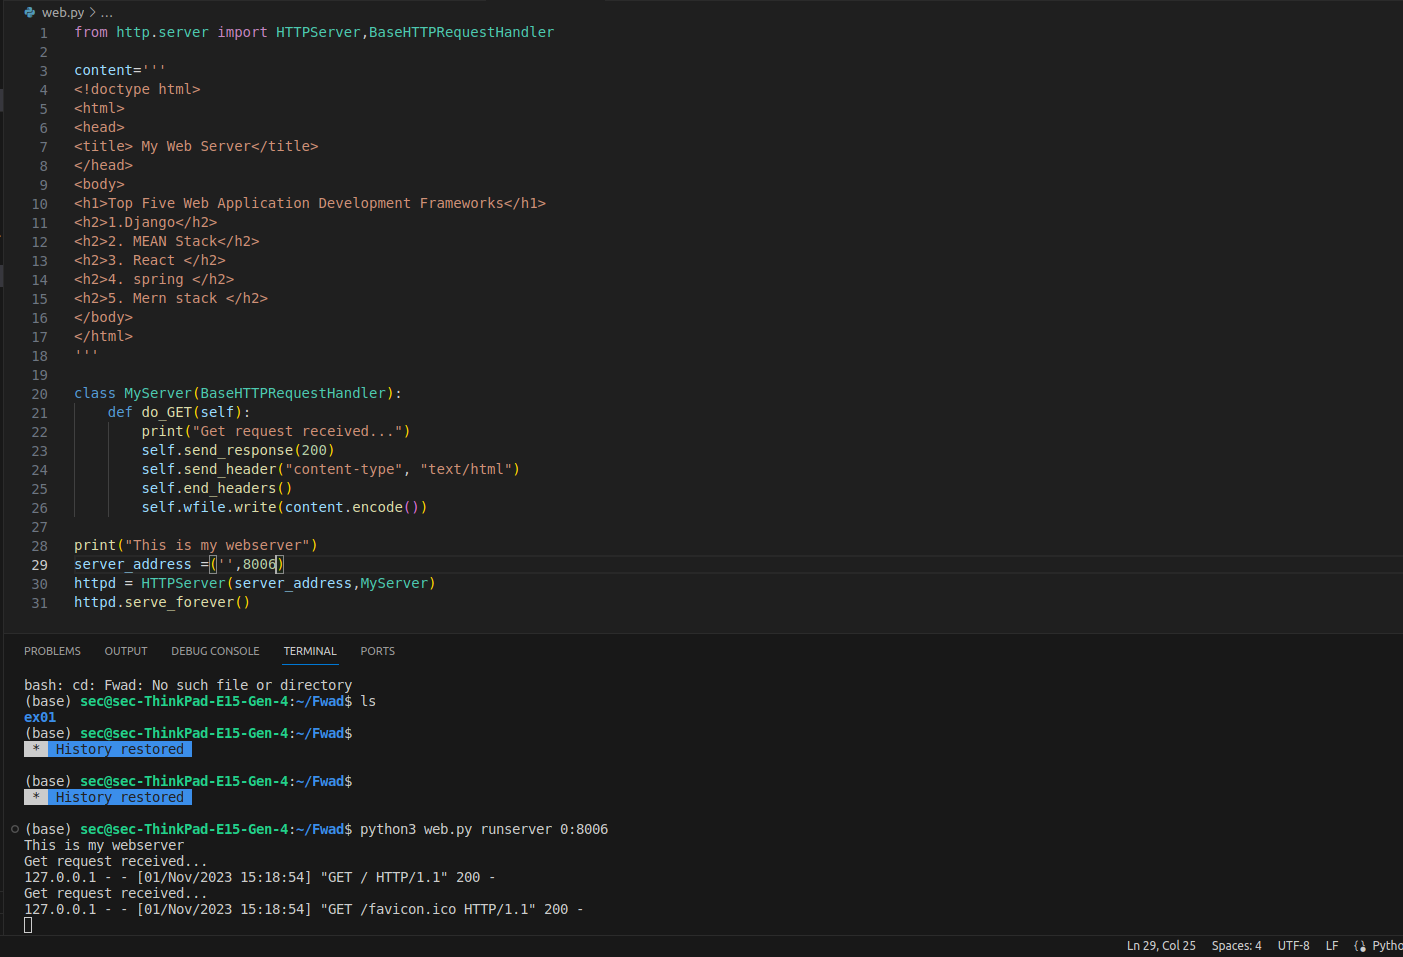 web.py > ...
1 from http.server import HTTPServer,BaseHTTPRequestHandler
2
3 content='''
4 <!doctype html>
5 <html>
6 <head>
7 <title> My Web Server</title>
8 </head>
9 <body>
10 <h1>Top Five Web Application Development Frameworks</h1>
11 <h2>1.Django</h2>
12 <h2>2. MEAN Stack</h2>
13 <h2>3. React </h2>
14 <h2>4. spring </h2>
15 <h2>5. Mern stack </h2>
16 </body>
17 </html>
18 '''
19
20 class MyServer(BaseHTTPRequestHandler):
21     def do_GET(self):
22         print("Get request received...")
23         self.send_response(200)
24         self.send_header("content-type", "text/html")
25         self.end_headers()
26         self.wfile.write(content.encode())
27
28 print("This is my webserver")
29 server_address =('',8006)
30 httpd = HTTPServer(server_address,MyServer)
31 httpd.serve_forever()
PROBLEMS OUTPUT DEBUG CONSOLE TERMINAL PORTS
bash: cd: Fwad: No such file or directory
(base) sec@sec-ThinkPad-E15-Gen-4:~/Fwad$ ls
ex01
(base) sec@sec-ThinkPad-E15-Gen-4:~/Fwad$
* History restored
(base) sec@sec-ThinkPad-E15-Gen-4:~/Fwad$
* History restored
(base) sec@sec-ThinkPad-E15-Gen-4:~/Fwad$ python3 web.py runserver 0:8006
This is my webserver
Get request received...
127.0.0.1 - - [01/Nov/2023 15:18:54] "GET / HTTP/1.1" 200 -
Get request received...
127.0.0.1 - - [01/Nov/2023 15:18:54] "GET /favicon.ico HTTP/1.1" 200 -
Ln 29, Col 25 Spaces: 4 UTF-8 LF {} Pytho